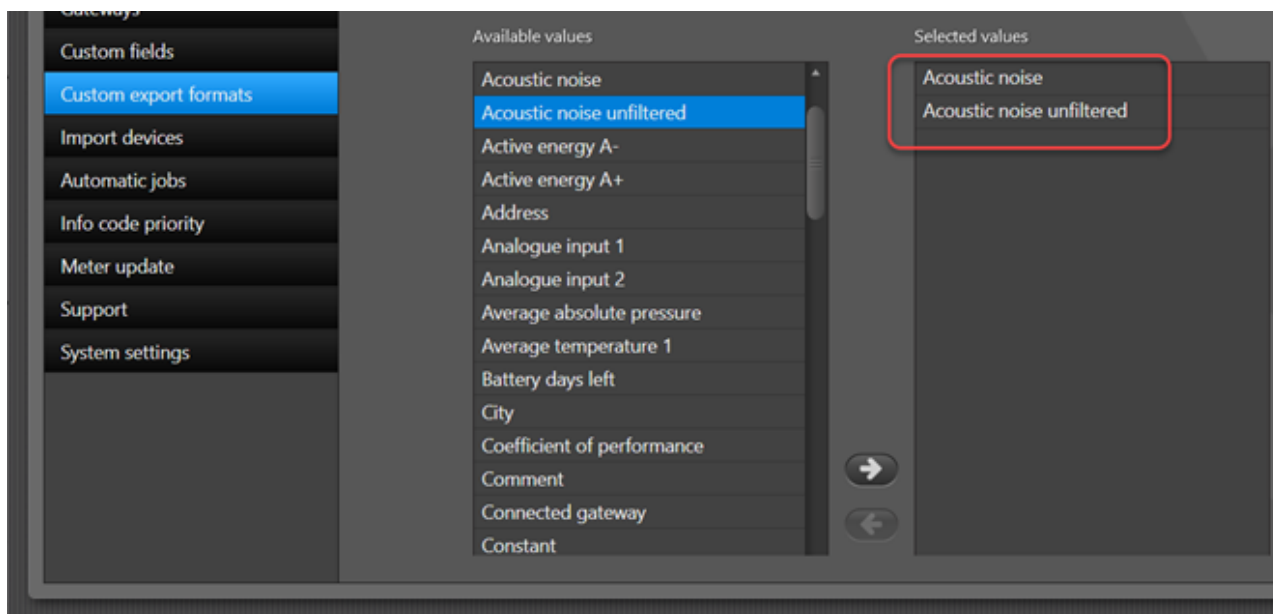 Gateways
Custom fields
Custom export formats
Import devices
Automatic jobs
Info code priority
Meter update
Support
System settings
Available values
Acoustic noise
Acoustic noise unfiltered
Active energy A-
Active energy A+
Address
Analogue input 1
Analogue input 2
Average absolute pressure
Average temperature 1
Battery days left
City
Coefficient of performance
Comment
Connected gateway
Constant
Selected values
Acoustic noise
Acoustic noise unfiltered